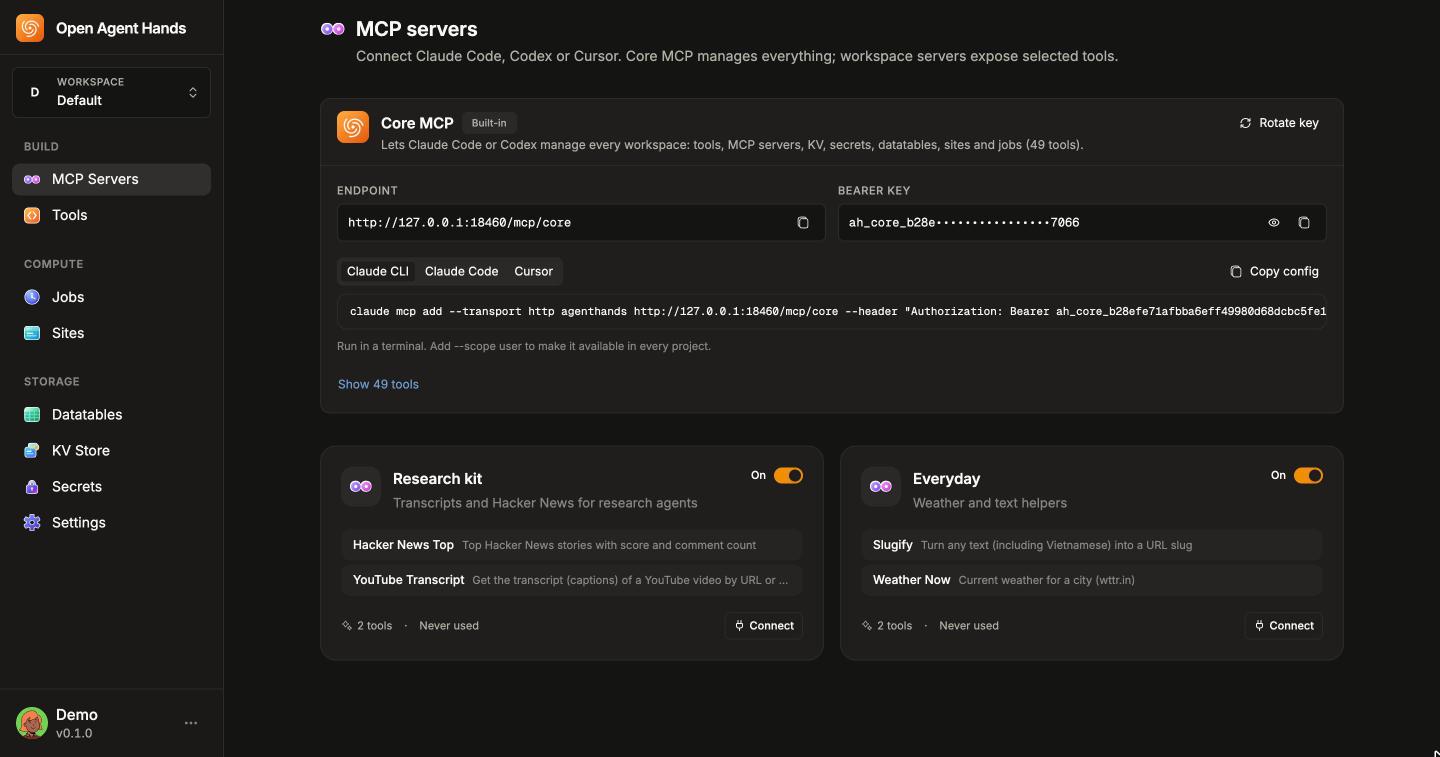 Open Agent Hands
D
WORKSPACE
Default
BUILD
MCP Servers
Tools
COMPUTE
Jobs
Sites
STORAGE
Datatables
KV Store
Secrets
Settings
Demo
v0.1.0
MCP servers
Connect Claude Code, Codex or Cursor. Core MCP manages everything; workspace servers expose selected tools.
Core MCP Built-in
Rotate key
Lets Claude Code or Codex manage every workspace: tools, MCP servers, KV, secrets, datatables, sites and jobs (49 tools).
ENDPOINT
http://127.0.0.1:18460/mcp/core
BEARER KEY
ah_core_b28e••••••••••••••••7066
Claude CLI Claude Code Cursor
Copy config
claude mcp add --transport http agenthands http://127.0.0.1:18460/mcp/core --header "Authorization: Bearer ah_core_b28efe71afbba6eff49980d68dcbc5fe1
Run in a terminal. Add --scope user to make it available in every project.
Show 49 tools
Research kit
On
Transcripts and Hacker News for research agents
Hacker News Top Top Hacker News stories with score and comment count
YouTube Transcript Get the transcript (captions) of a YouTube video by URL or ...
2 tools · Never used
Connect
Everyday
On
Weather and text helpers
Slugify Turn any text (including Vietnamese) into a URL slug
Weather Now Current weather for a city (wttr.in)
2 tools · Never used
Connect